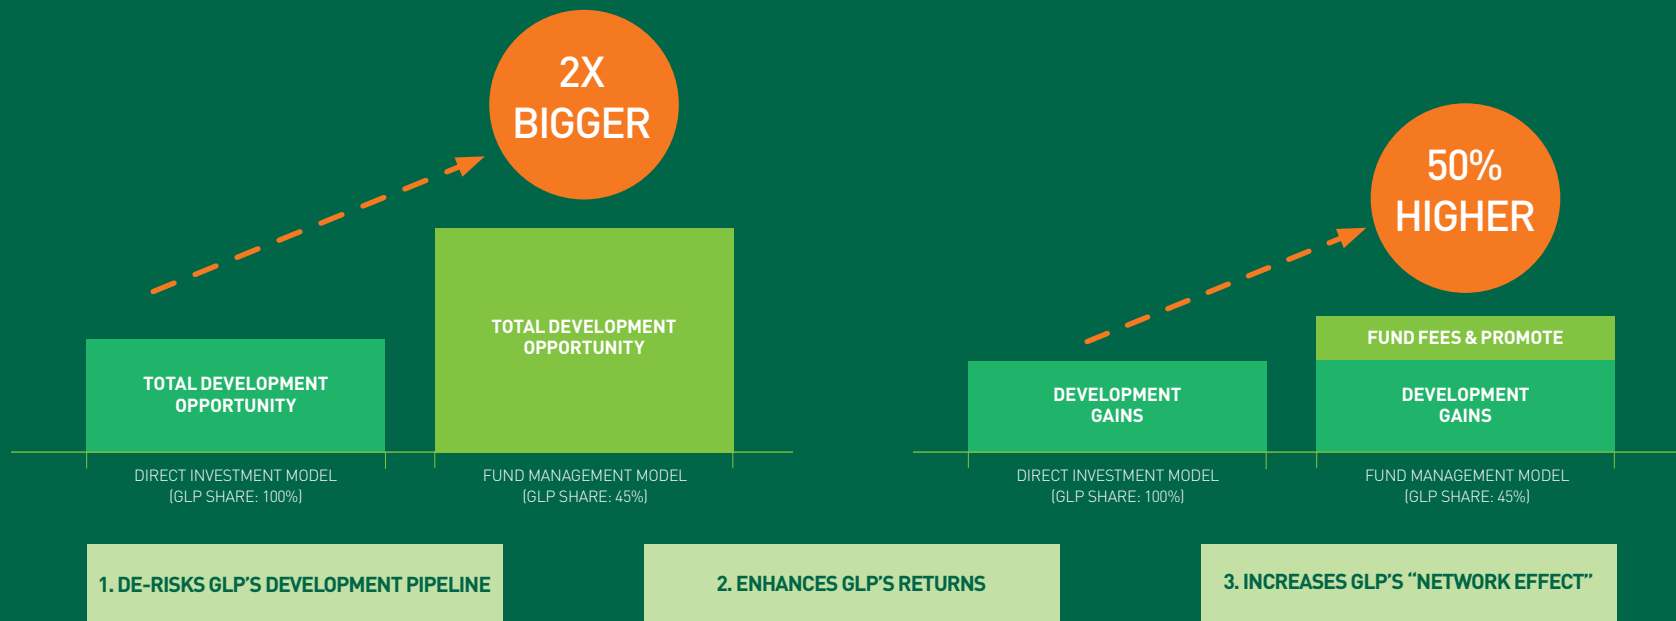 2X
BIGGER
TOTAL DEVELOPMENT
OPPORTUNITY
TOTAL DEVELOPMENT
OPPORTUNITY
DIRECT INVESTMENT MODEL
(GLP SHARE: 100%)
FUND MANAGEMENT MODEL
(GLP SHARE: 45%)
50%
HIGHER
FUND FEES & PROMOTE
DEVELOPMENT
GAINS
DEVELOPMENT
GAINS
DIRECT INVESTMENT MODEL
(GLP SHARE: 100%)
FUND MANAGEMENT MODEL
(GLP SHARE: 45%)
1. DE-RISKS GLP’S DEVELOPMENT PIPELINE
2. ENHANCES GLP’S RETURNS
3. INCREASES GLP’S “NETWORK EFFECT”